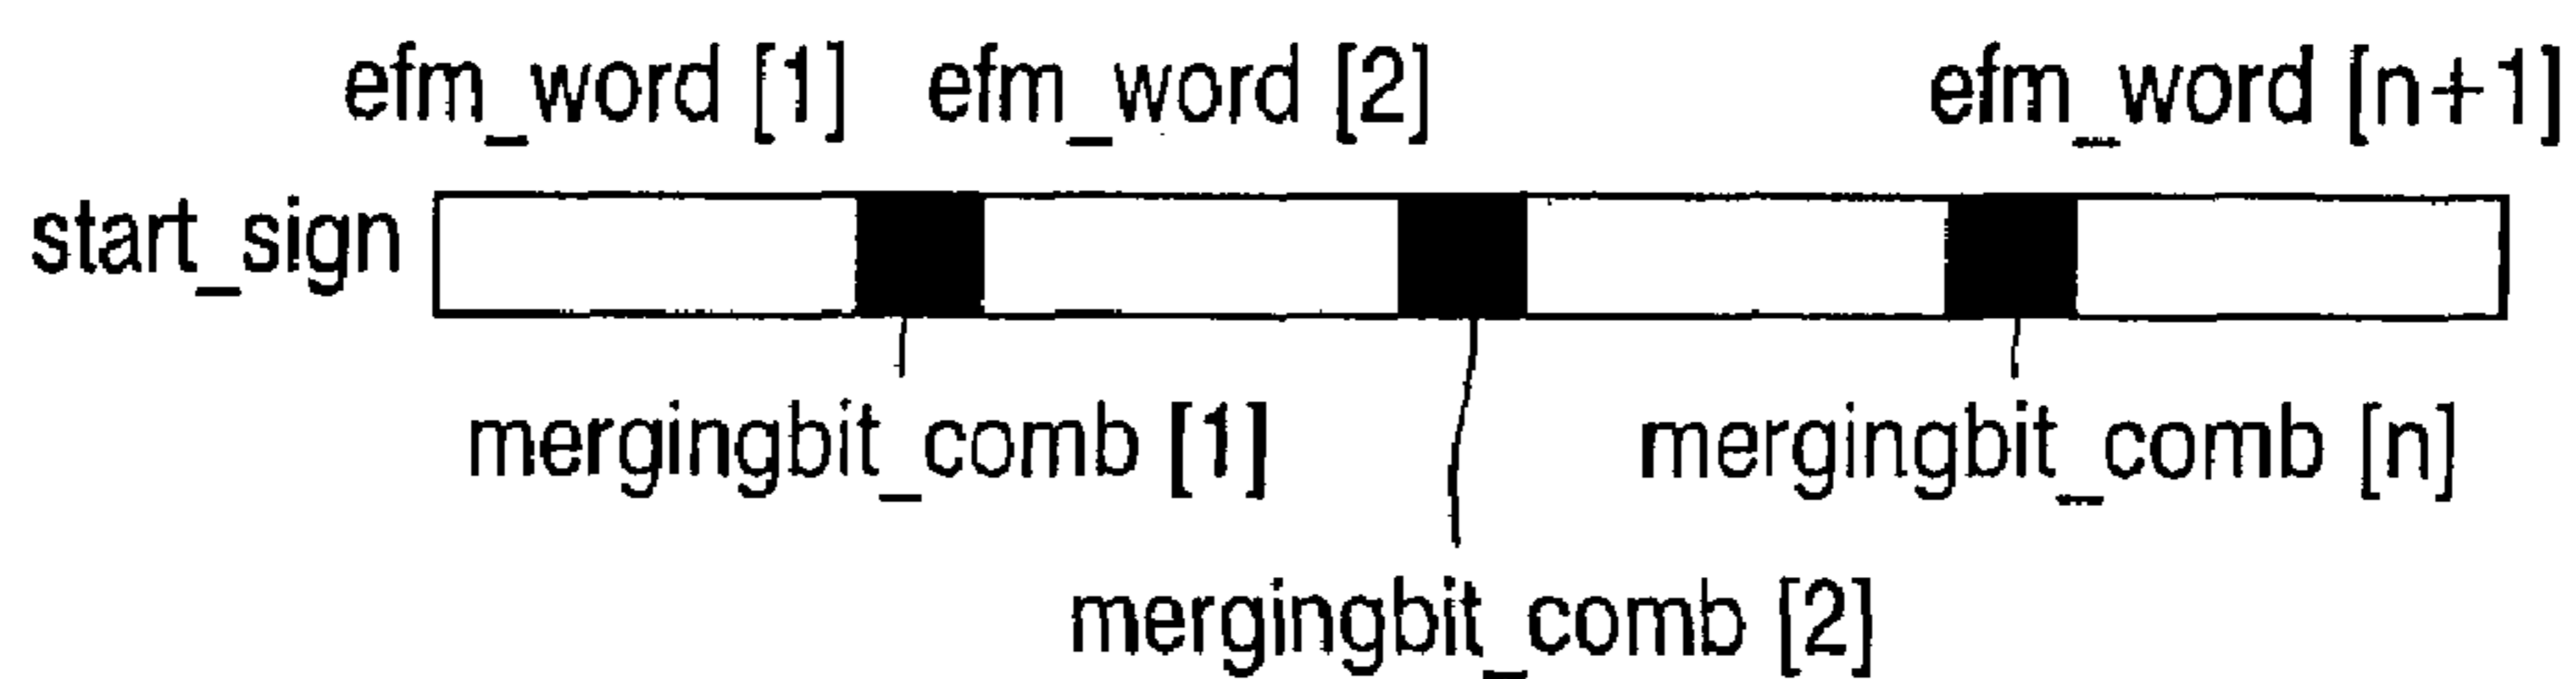 efm_word [1] efm_word [2] efm_word [n+1]
start_sign
mergingbit_comb [1] mergingbit_comb [n]
mergingbit_comb [2]